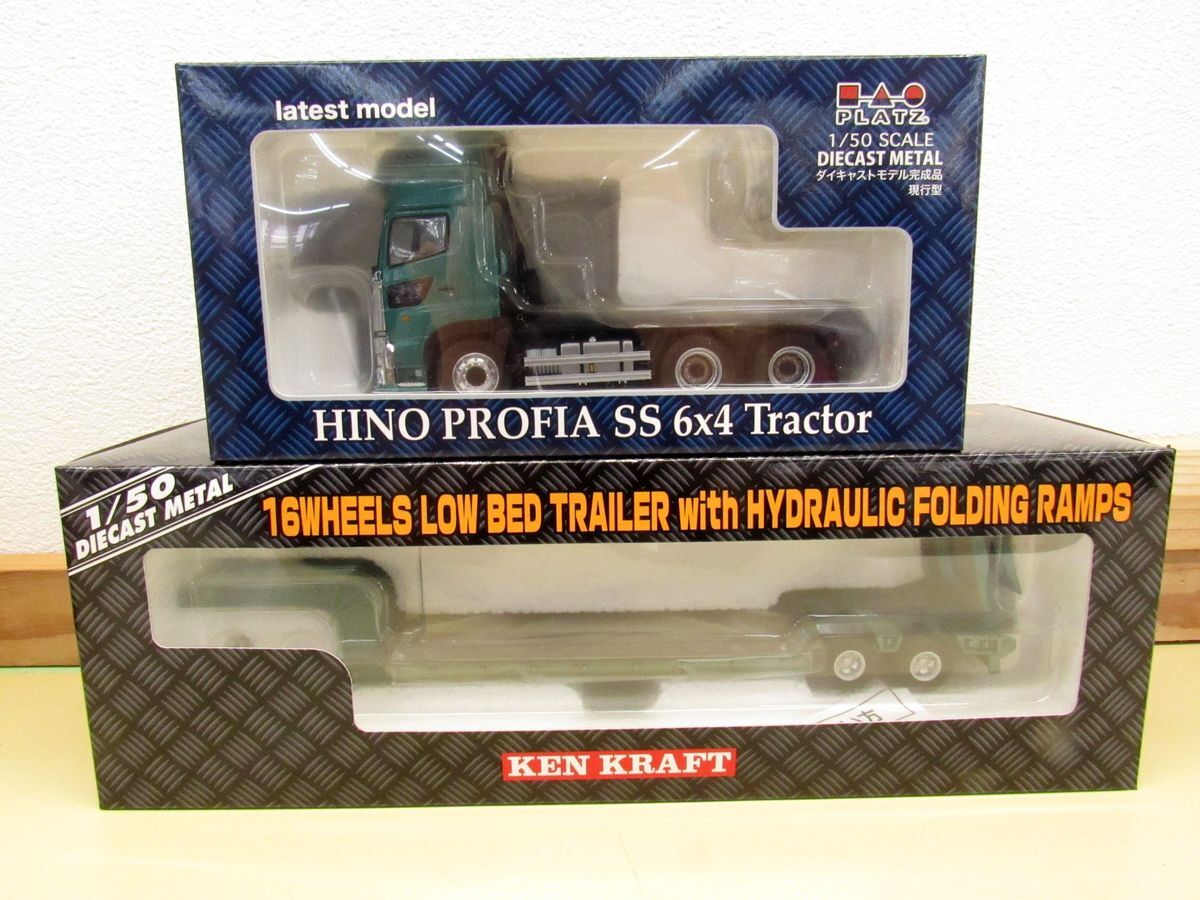 latest model
PLATZ
1/50 SCALE
DIECAST METAL
ダイキャストモデル完成品
現行型
HINO PROFIA SS 6x4 Tractor
1/50
DIECAST METAL
16WHEELS LOW BED TRAILER with HYDRAULIC FOLDING RAMPS
KEN KRAFT